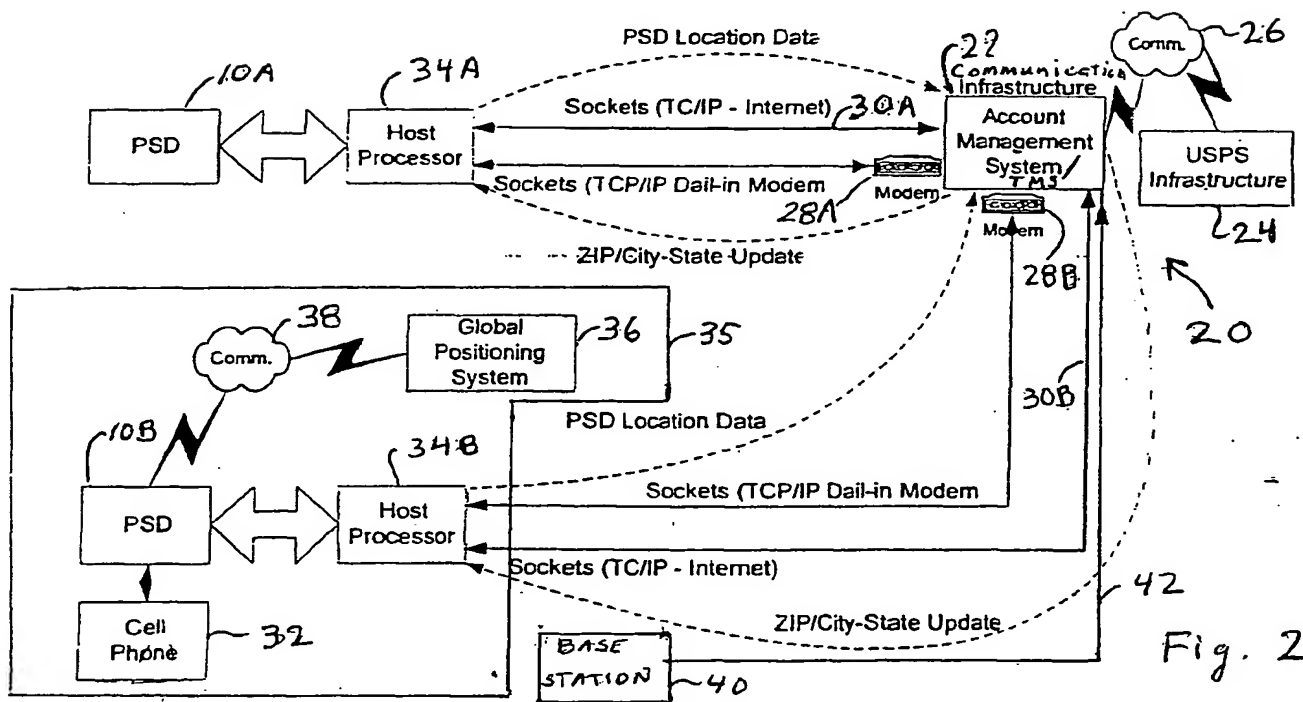 PSD Location Data
26
Comm.
10A
34A
22
Communication
Infrastructure
PSD
Host
Processor
Sockets (TC/IP - Internet)
30A
Account
Management
System
TMS
USPS
Infrastructure
24
Sockets (TCP/IP Dail-in Modem
28A
Modem
Modem
28B
ZIP/City-State Update
20
38
Comm.
Global
Positioning
System
36
35
30B
PSD Location Data
10B
34B
PSD
Host
Processor
Sockets (TCP/IP Dail-in Modem
Sockets (TC/IP - Internet)
42
Cell
Phone
32
ZIP/City-State Update
BASE
STATION
40
Fig. 2